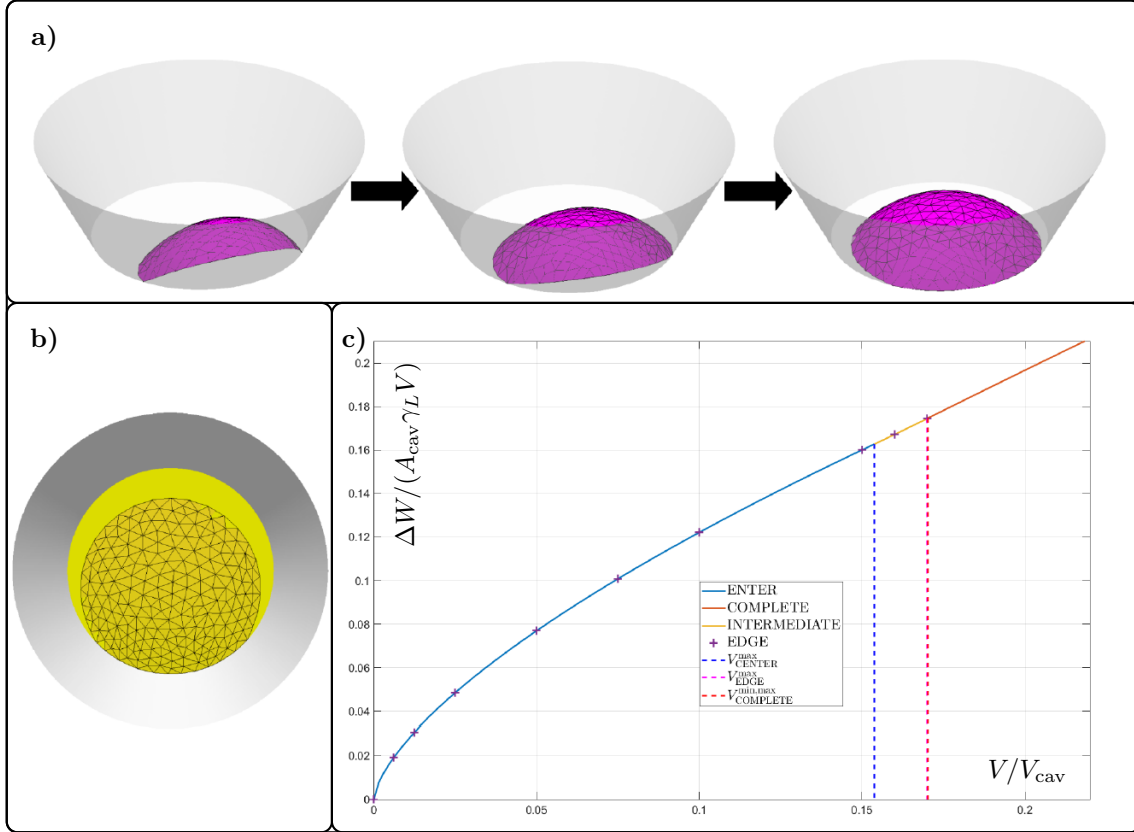 a)
b)
c)
ΔW/(A_cav γ_L V)
0.2
0.18
0.16
0.14
0.12
0.1
0.08
0.06
0.04
0.02
0
ENTER
COMPLETE
INTERMEDIATE
EDGE
V_CENTER^max
V_EDGE^max
V_COMPLETE^min,max
V/V_cav
0
0.05
0.1
0.15
0.2